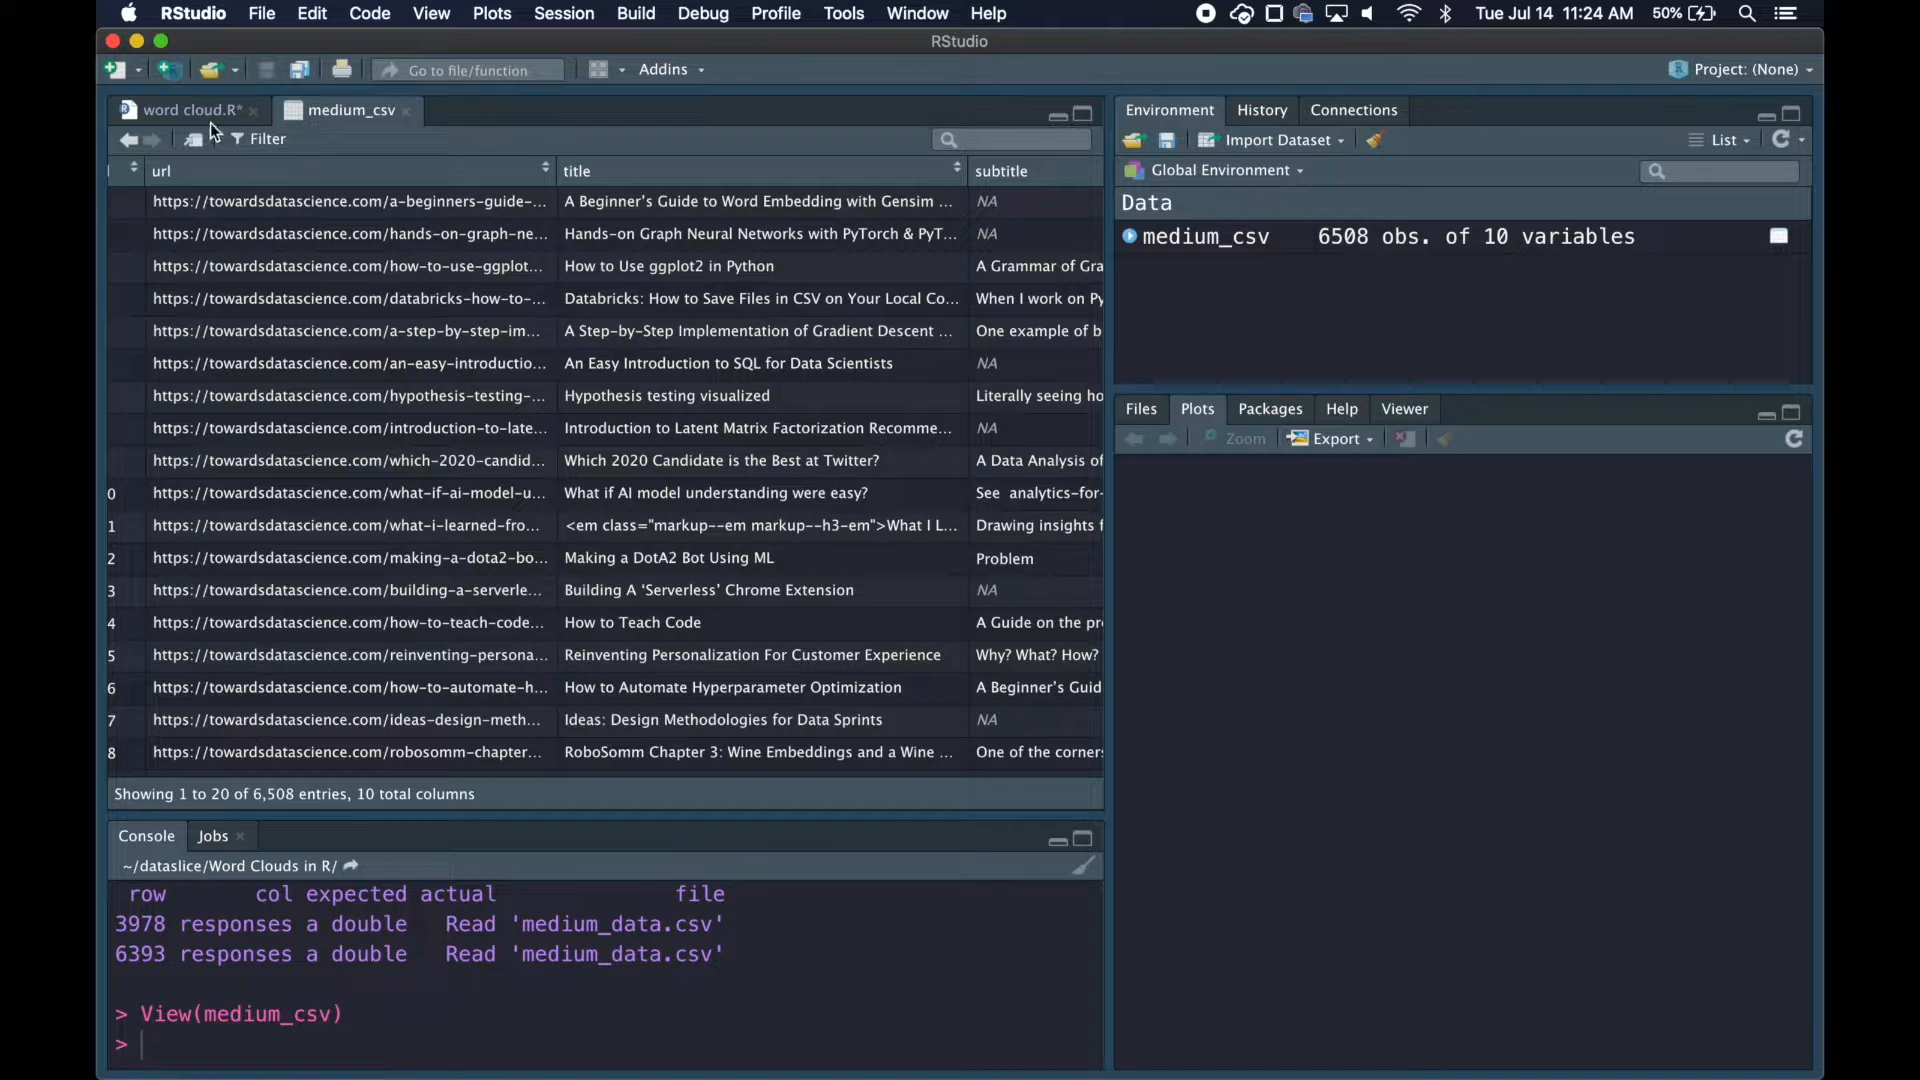 RStudio File Edit Code View Plots Session Build Debug Profile Tools Window Help Tue Jul 14 11:24 AM 50%
RStudio
Go to file/function Addins Project: (None)
word cloud.R* medium_csv
Filter
url title subtitle
https://towardsdatascience.com/a-beginners-guide-... A Beginner's Guide to Word Embedding with Gensim ... NA
https://towardsdatascience.com/hands-on-graph-ne... Hands-on Graph Neural Networks with PyTorch & PyT... NA
https://towardsdatascience.com/how-to-use-ggplot... How to Use ggplot2 in Python A Grammar of Gra
https://towardsdatascience.com/databricks-how-to-... Databricks: How to Save Files in CSV on Your Local Co... When I work on Py
https://towardsdatascience.com/a-step-by-step-im... A Step-by-Step Implementation of Gradient Descent ... One example of b
https://towardsdatascience.com/an-easy-introductio... An Easy Introduction to SQL for Data Scientists NA
https://towardsdatascience.com/hypothesis-testing-... Hypothesis testing visualized Literally seeing ho
https://towardsdatascience.com/introduction-to-late... Introduction to Latent Matrix Factorization Recomme... NA
https://towardsdatascience.com/which-2020-candid... Which 2020 Candidate is the Best at Twitter? A Data Analysis of
0 https://towardsdatascience.com/what-if-ai-model-u... What if AI model understanding were easy? See analytics-for-
1 https://towardsdatascience.com/what-i-learned-fro... <em class="markup--em markup--h3-em">What I L... Drawing insights f
2 https://towardsdatascience.com/making-a-dota2-bo... Making a DotA2 Bot Using ML Problem
3 https://towardsdatascience.com/building-a-serverle... Building A ‘Serverless’ Chrome Extension NA
4 https://towardsdatascience.com/how-to-teach-code... How to Teach Code A Guide on the pr
5 https://towardsdatascience.com/reinventing-persona... Reinventing Personalization For Customer Experience Why? What? How?
6 https://towardsdatascience.com/how-to-automate-h... How to Automate Hyperparameter Optimization A Beginner's Guid
7 https://towardsdatascience.com/ideas-design-meth... Ideas: Design Methodologies for Data Sprints NA
8 https://towardsdatascience.com/robosomm-chapter... RoboSomm Chapter 3: Wine Embeddings and a Wine ... One of the corner
Showing 1 to 20 of 6,508 entries, 10 total columns
Console Jobs
~/dataslice/Word Clouds in R/
row col expected actual file
3978 responses a double Read 'medium_data.csv'
6393 responses a double Read 'medium_data.csv'
> View(medium_csv)
>
Environment History Connections
Import Dataset List
Global Environment
Data
medium_csv 6508 obs. of 10 variables
Files Plots Packages Help Viewer
Zoom Export